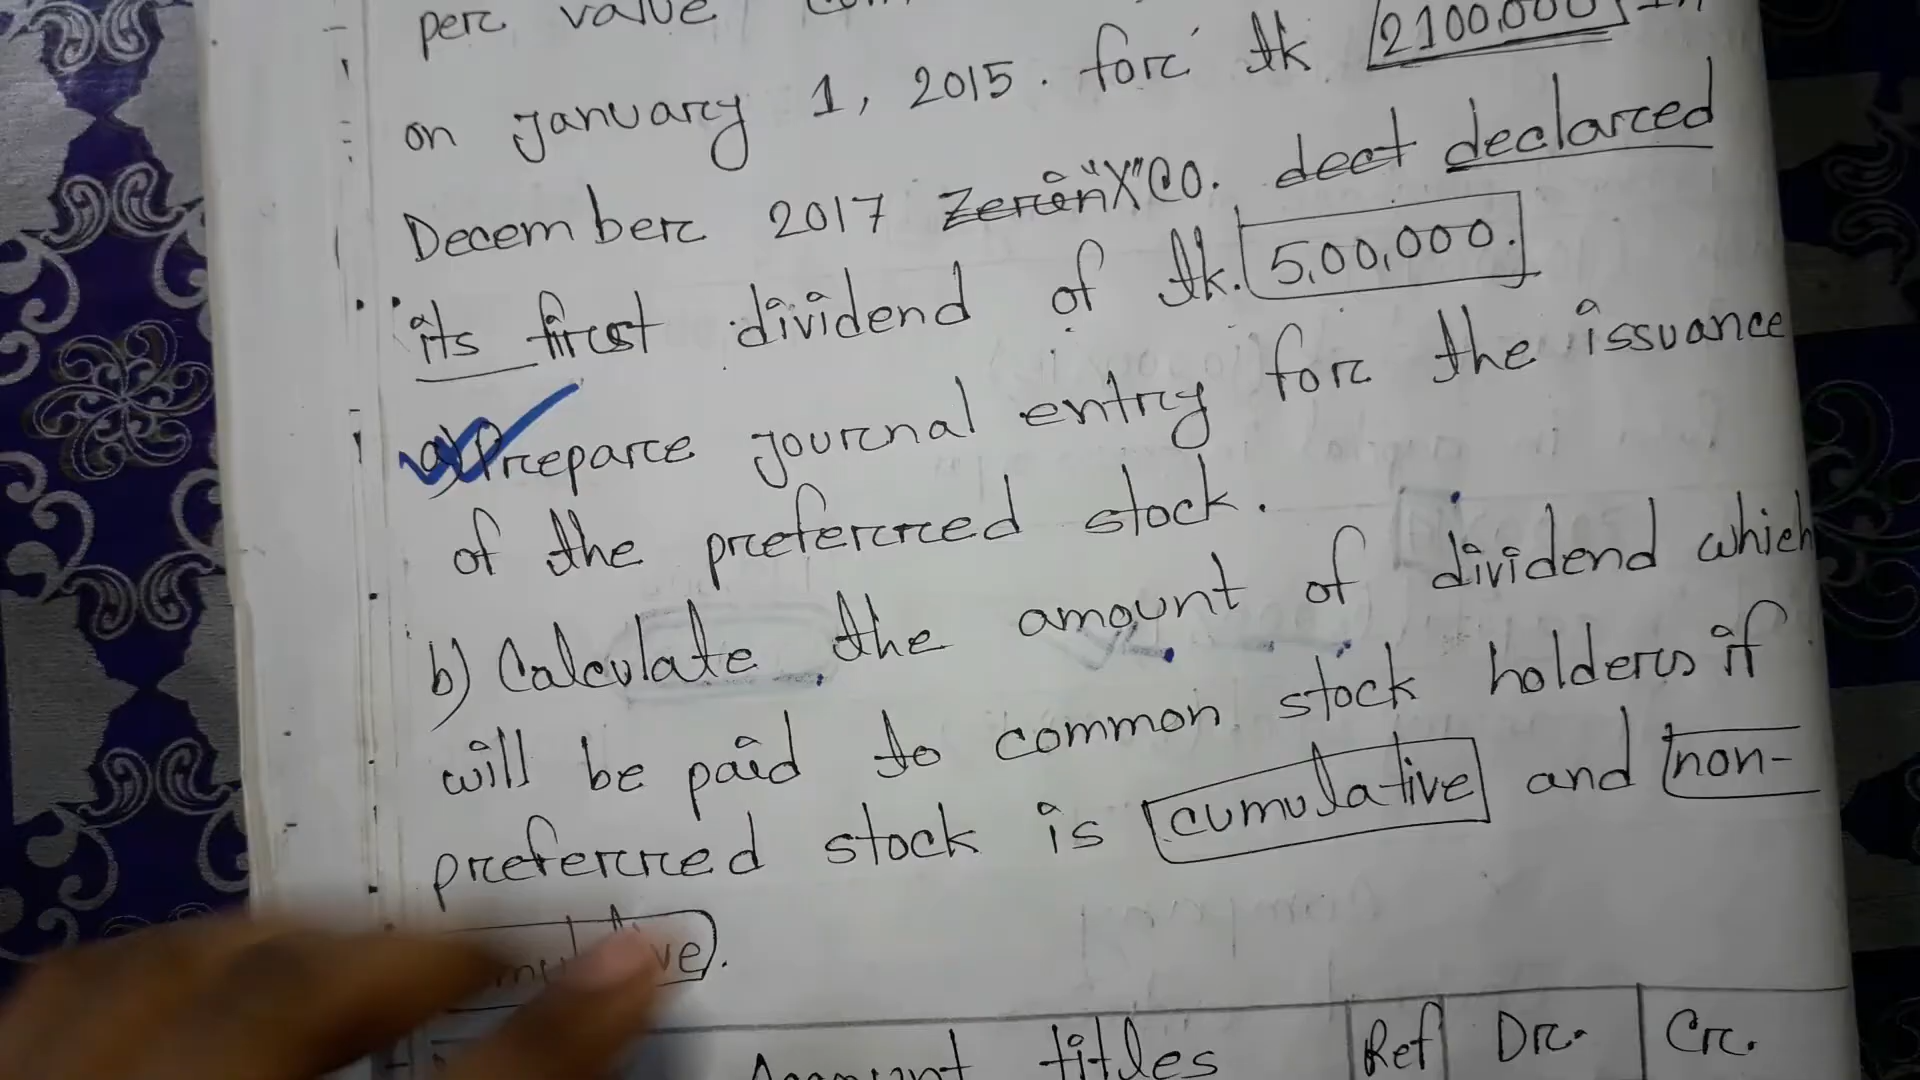 per value
on january 1, 2015. for tk 2100,000, In
December 2017 Zerin "X" Co. dect declared
its first dividend of tk. 5,00,000.
a) Prepare journal entry for the issuance
of the preferred stock.
b) Calculate the amount of dividend which
will be paid to common stock holders if
preferred stock is cumulative and non-
Account titles Ref Dr. Cr.